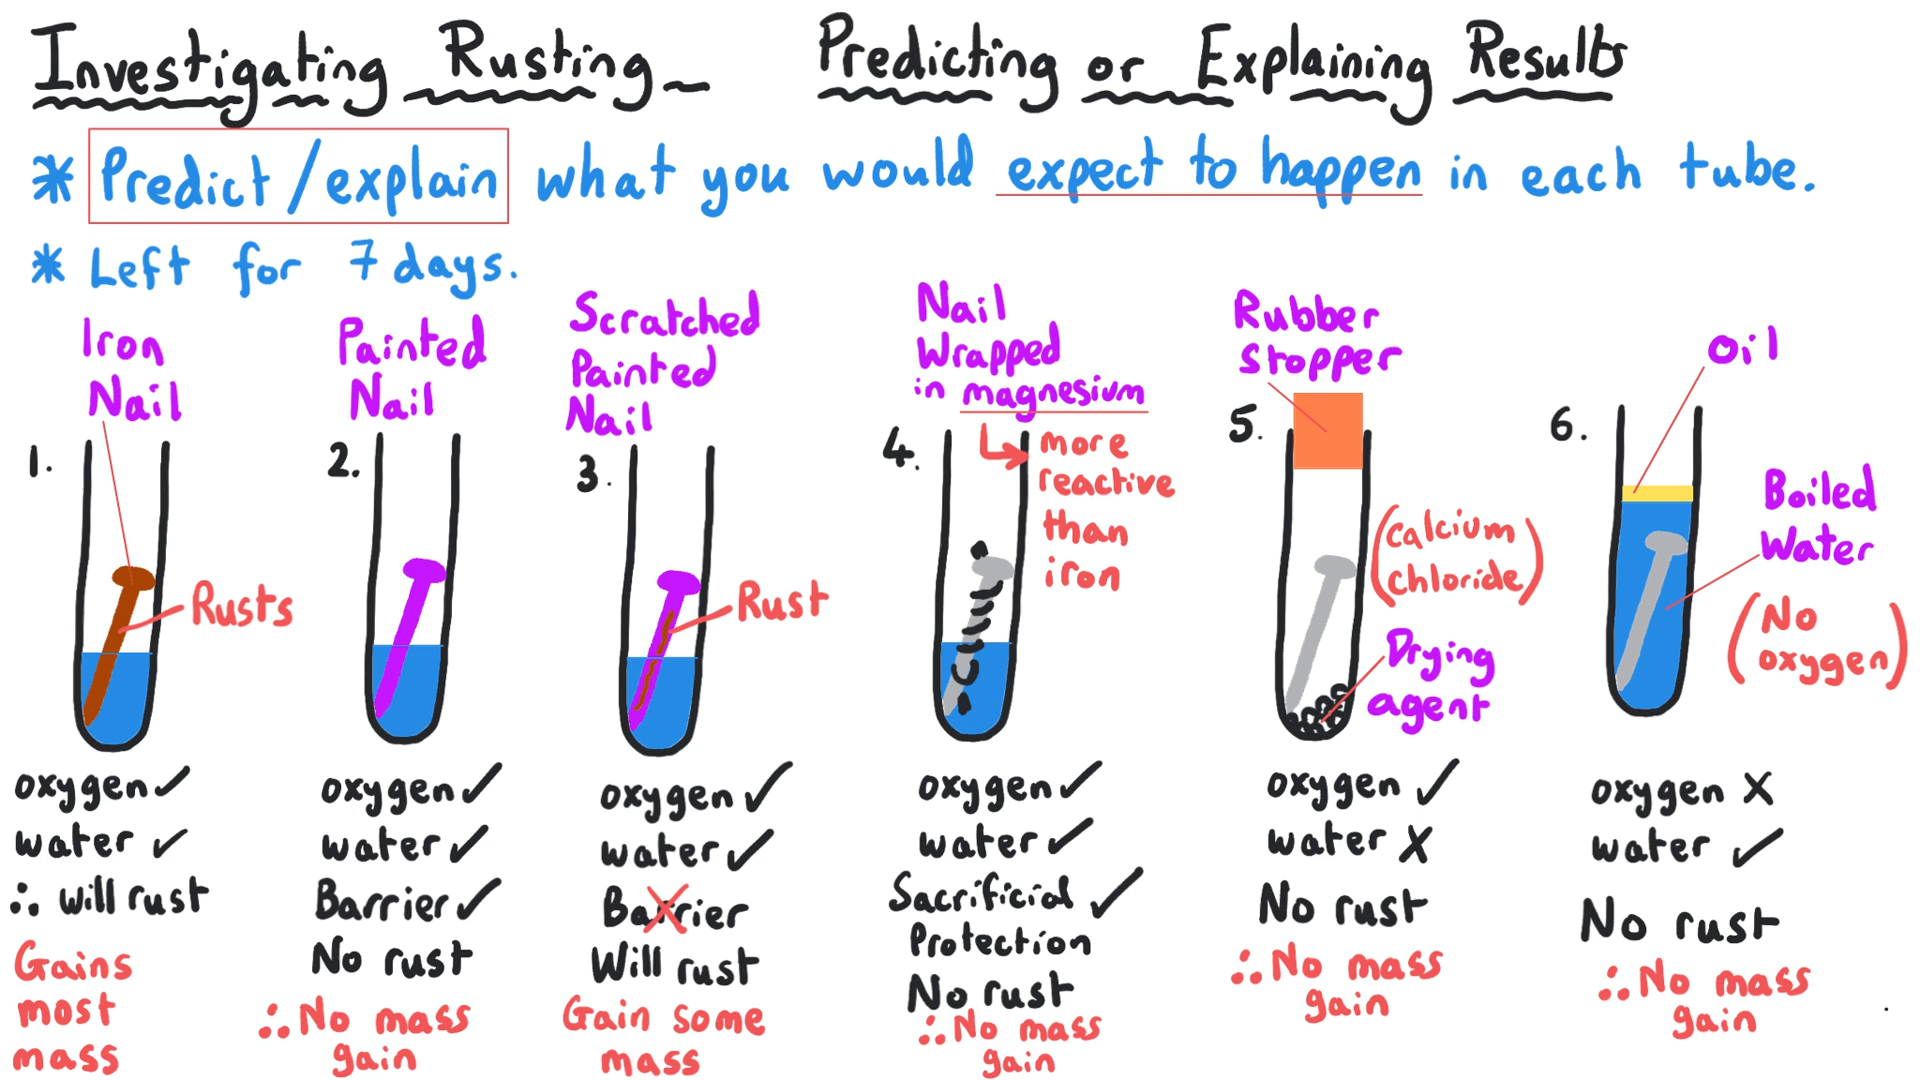 Investigating Rusting - Predicting or Explaining Results
* Predict/explain what you would expect to happen in each tube.
* Left for 7 days.
1.
Iron
Nail
Rusts
oxygen ✓
water ✓
∴ will rust
Gains
most
mass
2.
Painted
Nail
oxygen ✓
water ✓
Barrier ✓
No rust
∴ No mass
gain
3.
Scratched
Painted
Nail
Rust
oxygen ✓
water ✓
Barrier
Will rust
Gain some
mass
4.
Nail
Wrapped
in magnesium
more
reactive
than
iron
oxygen ✓
water ✓
Sacrificial ✓
Protection
No rust
∴ No mass
gain
5.
Rubber
Stopper
(Calcium
chloride)
Drying
agent
oxygen ✓
water X
No rust
∴ No mass
gain
6.
Oil
Boiled
Water
(No
oxygen)
oxygen X
water ✓
No rust
∴ No mass
gain